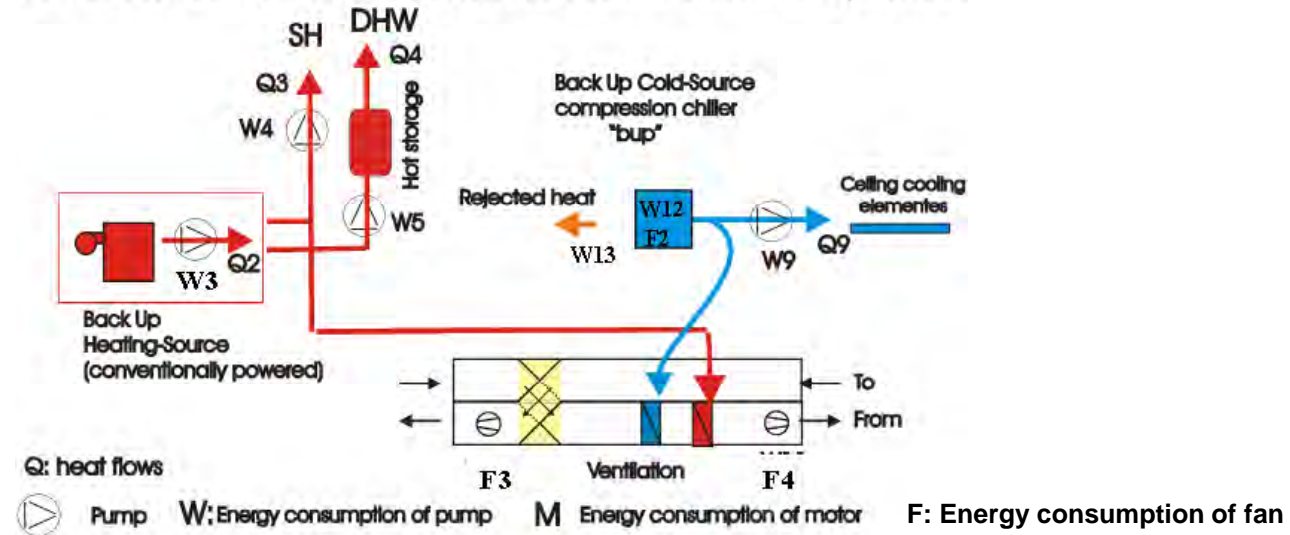 SH
DHW
Q3
Q4
W4
Hot storage
W5
W3
Q2
Back Up
Heating-Source
(conventionally powered)
Back Up Cold-Source
compression chiller
"bup"
Rejected heat
W13
W12
F2
W9
Q9
Ceiling cooling
elementes
To
From
F3
Ventilation
F4
Q: heat flows
Pump
W: Energy consumption of pump
M Energy consumption of motor
F: Energy consumption of fan